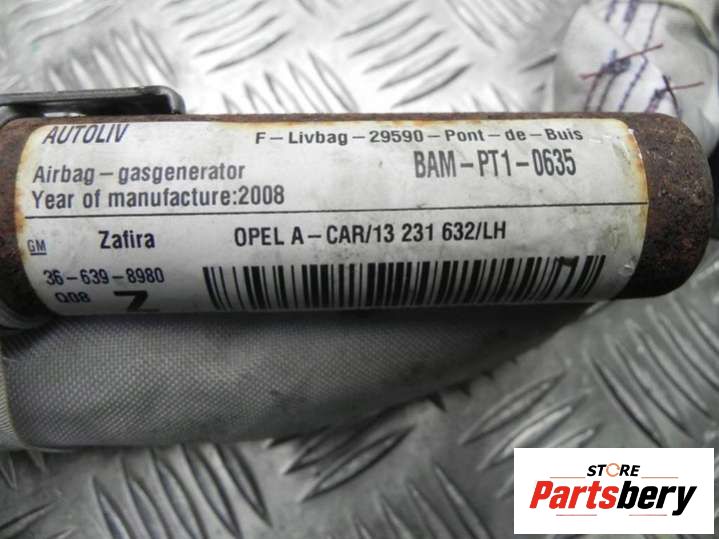 AUTOLIV
F-Livbag-29590-Pont-de-Buis
Airbag-gasgenerator
BAM-PT1-0635
Year of manufacture:2008
GM
Zafira
OPEL A-CAR/13 231 632/LH
36-639-8980
Q08
Z
STORE
Partsbery